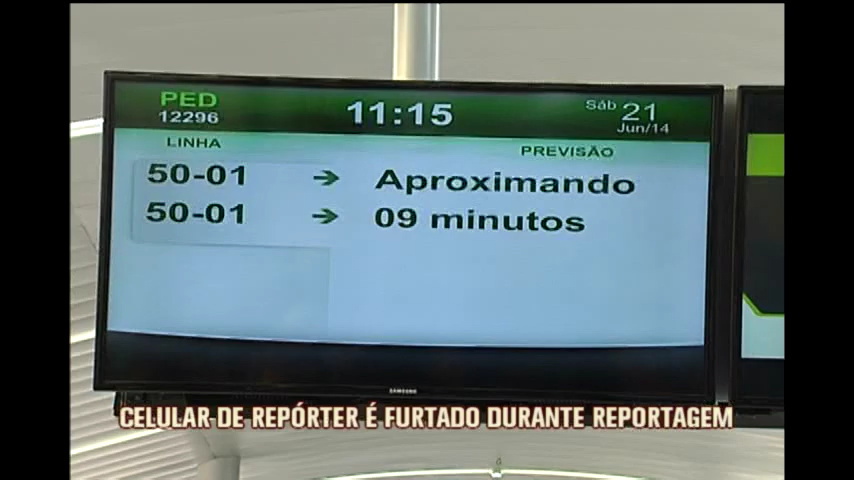 PED
12296
11:15
Sáb 21
Jun/14
LINHA
PREVISÃO
50-01 → Aproximando
50-01 → 09 minutos
SAMSUNG
CELULAR DE REPÓRTER É FURTADO DURANTE REPORTAGEM